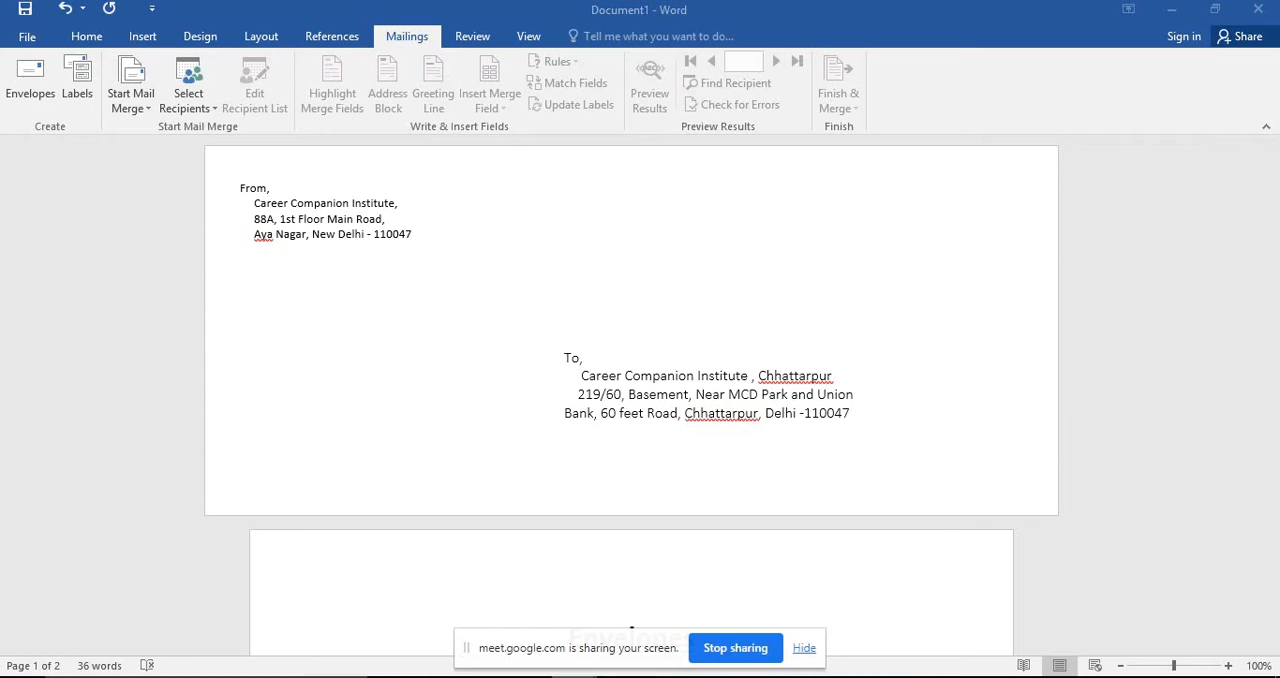 Document1 - Word
File Home Insert Design Layout References Mailings Review View Tell me what you want to do... Sign in Share
Envelopes Labels Start Mail Merge Select Recipients Edit Recipient List Highlight Merge Fields Address Block Greeting Line Insert Merge Field Rules Match Fields Update Labels Preview Results Find Recipient Check for Errors Finish & Merge
Create Start Mail Merge Write & Insert Fields Preview Results Finish
From,
Career Companion Institute,
88A, 1st Floor Main Road,
Aya Nagar, New Delhi - 110047
To,
Career Companion Institute , Chhattarpur
219/60, Basement, Near MCD Park and Union
Bank, 60 feet Road, Chhattarpur, Delhi -110047
meet.google.com is sharing your screen. Stop sharing Hide
Page 1 of 2 36 words 100%